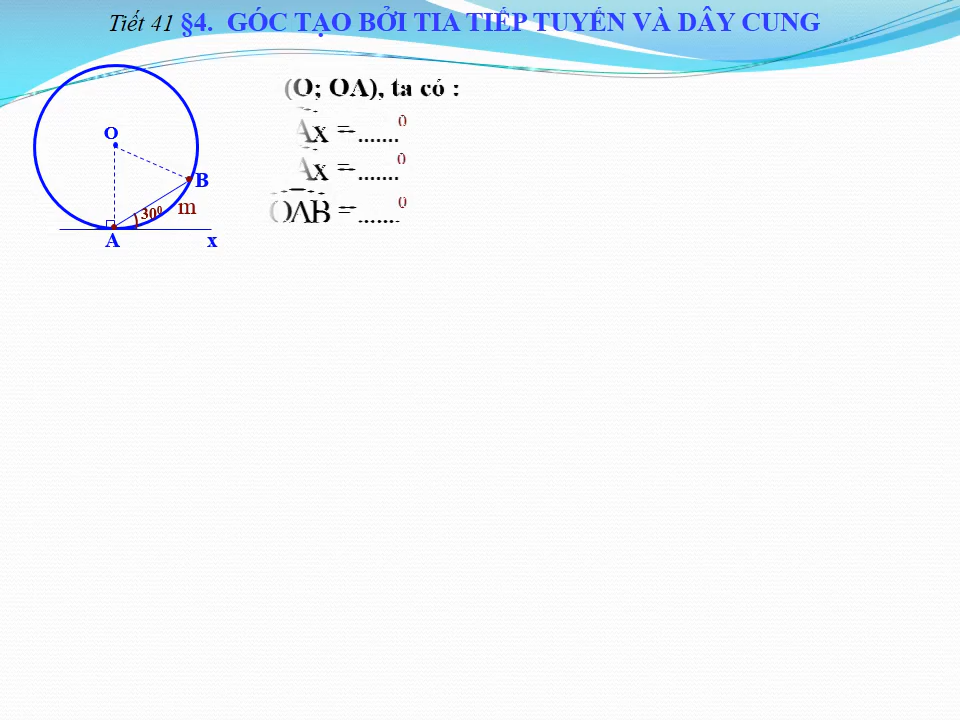 Tiết 41 §4. GÓC TẠO BỞI TIA TIẾP TUYẾN VÀ DÂY CUNG
(O; OA), ta có :
Ax = .......⁰
Ax = .......⁰
OAB = .......⁰
O
B
30⁰ m
A x